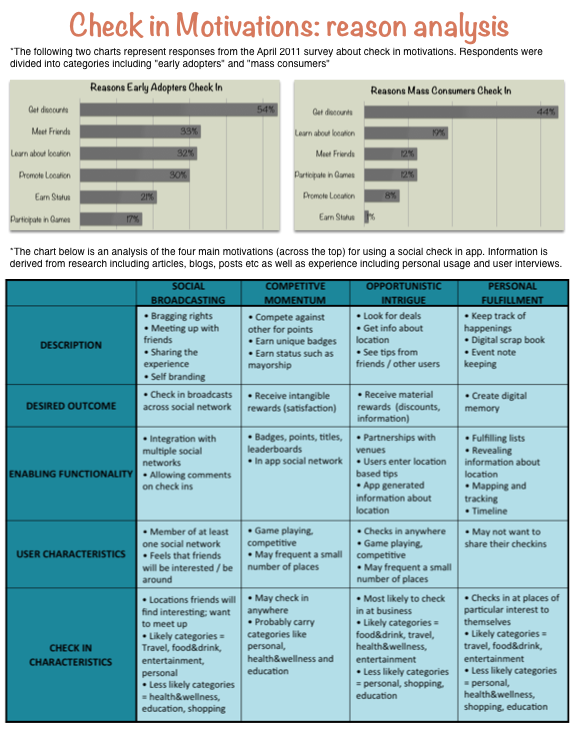 Check in Motivations: reason analysis
*The following two charts represent responses from the April 2011 survey about check in motivations. Respondents were
divided into categories including "early adopters" and "mass consumers"
Reasons Early Adopters Check In
Get discounts 54%
Meet Friends 33%
Learn about location 32%
Promote Location 30%
Earn Status 21%
Participate in Games 17%
Reasons Mass Consumers Check In
Get discounts 44%
Learn about location 19%
Meet Friends 12%
Participate in Games 12%
Promote Location 8%
Earn Status 1%
*The chart below is an analysis of the four main motivations (across the top) for using a social check in app. Information is
derived from research including articles, blogs, posts etc as well as experience including personal usage and user interviews.
SOCIAL
BROADCASTING
COMPETITVE
MOMENTUM
OPPORTUNISTIC
INTRIGUE
PERSONAL
FULFILLMENT
DESCRIPTION
• Bragging rights
• Meeting up with
friends
• Sharing the
experience
• Self branding
• Compete against
other for points
• Earn unique badges
• Earn status such as
mayorship
• Look for deals
• Get info about
location
• See tips from
friends / other users
• Keep track of
happenings
• Digital scrap book
• Event note
keeping
DESIRED OUTCOME
• Check in broadcasts
across social network
• Receive intangible
rewards (satisfaction)
• Receive material
rewards (discounts,
information)
• Create digital
memory
ENABLING FUNCTIONALITY
• Integration with
multiple social
networks
• Allowing comments
on check ins
• Badges, points, titles,
leaderboards
• In app social network
• Partnerships with
venues
• Users enter location
based tips
• App generated
information about
location
• Fulfilling lists
• Revealing
information about
location
• Mapping and
tracking
• Timeline
USER CHARACTERISTICS
• Member of at least
one social network
• Feels that friends
will be interested / be
around
• Game playing,
competitive
• May frequent a small
number of places
• Checks in anywhere
• Game playing,
competitive
• May frequent a small
number of places
• May not want to
share their checkins
CHECK IN
CHARACTERISTICS
• Locations friends will
find interesting; want
to meet up
• Likely categories =
Travel, food&drink,
entertainment,
personal
• Less likely categories
= health&wellness,
education, shopping
• May check in
anywhere
• Probably carry
categories like
personal,
health&wellness and
education
• Most likely to check
in at business
• Likely categories =
food&drink, travel,
health&wellness,
entertainment
• Less likely categories
= personal, shopping,
education
• Checks in at places of
particular interest to
themselves
• Likely categories =
travel, food&drink,
entertainment
• Less likely categories
= personal,
health&wellness,
shopping, education